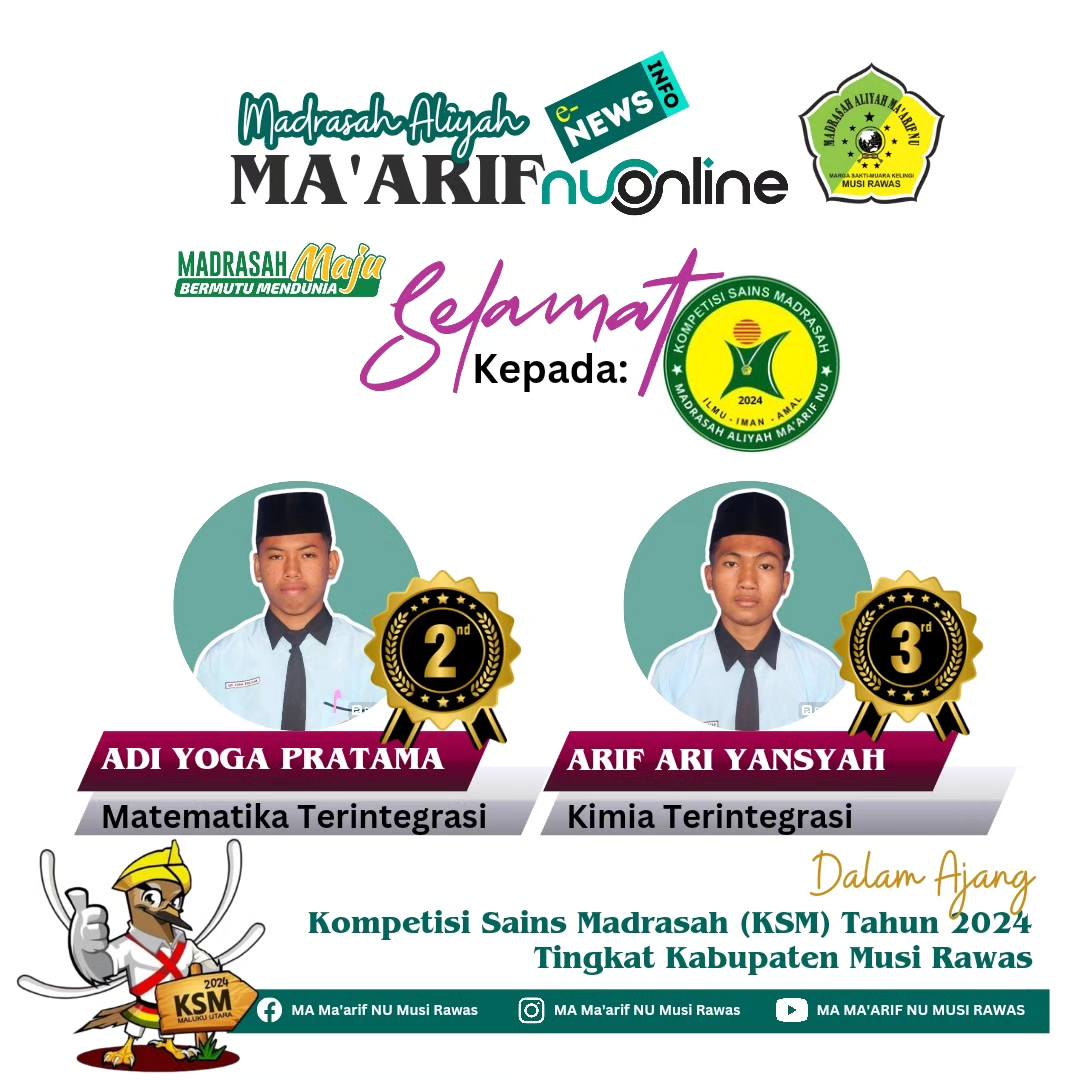 Madrasah Aliyah
e-NEWS INFO
MA'ARIF nuonline
MADRASAH ALIYAH MA'ARIF NU
MARGA SAKTI-MUARA KELINGI
MUSI RAWAS
MADRASAH Maju
BERMUTU MENDUNIA
Selamat
Kepada:
KOMPETISI SAINS MADRASAH
2024
ILMU - IMAN - AMAL
MADRASAH ALIYAH MA'ARIF NU
2nd
3rd
ADI YOGA PRATAMA
ARIF ARI YANSYAH
Matematika Terintegrasi
Kimia Terintegrasi
Dalam Ajang
Kompetisi Sains Madrasah (KSM) Tahun 2024
Tingkat Kabupaten Musi Rawas
2024
KSM
MALUKU UTARA
MA Ma'arif NU Musi Rawas
MA Ma'arif NU Musi Rawas
MA MA'ARIF NU MUSI RAWAS